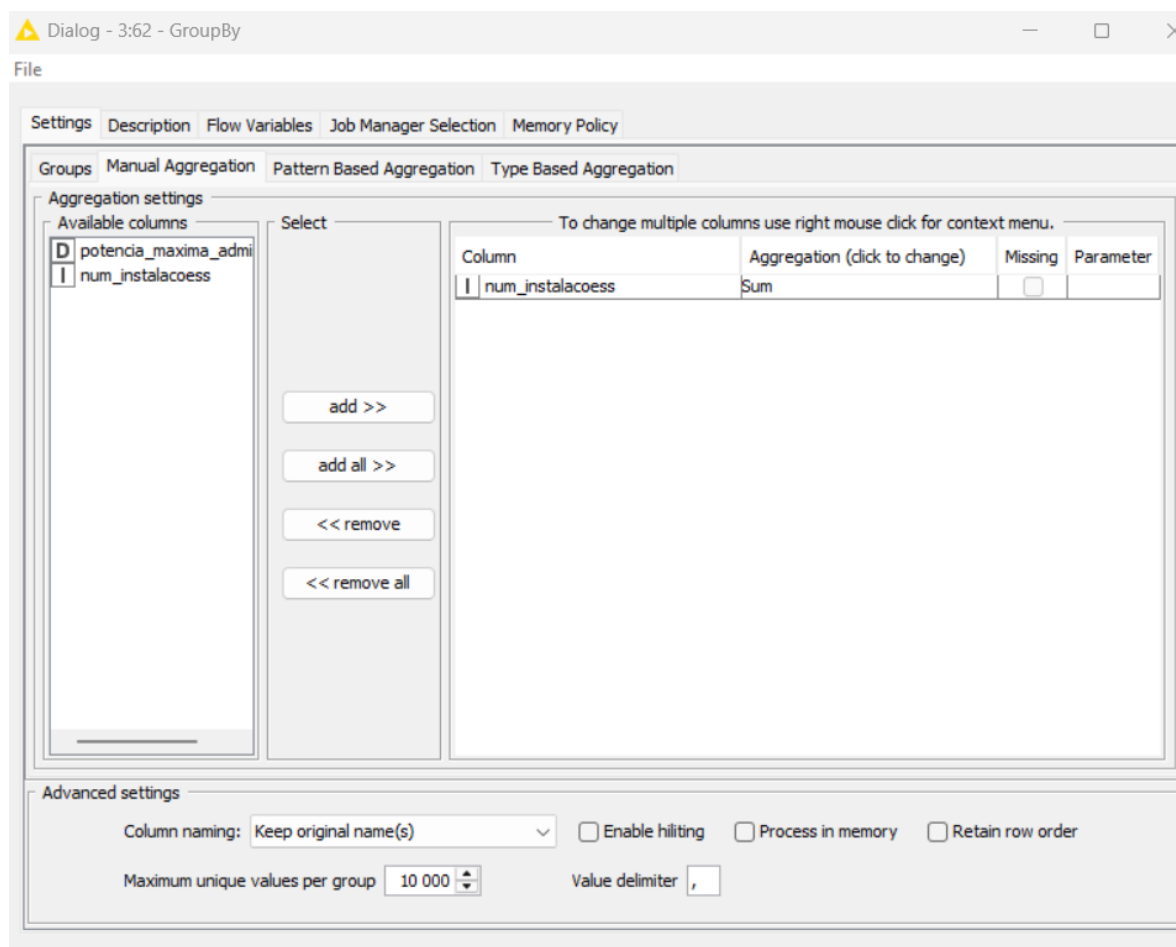 Dialog - 3:62 - GroupBy
File
Settings Description Flow Variables Job Manager Selection Memory Policy
Groups Manual Aggregation Pattern Based Aggregation Type Based Aggregation
Aggregation settings
Available columns
D potencia_maxima_admi
I num_instalacoess
Select
add >>
add all >>
<< remove
<< remove all
To change multiple columns use right mouse click for context menu.
Column Aggregation (click to change) Missing Parameter
I num_instalacoess Sum
Advanced settings
Column naming: Keep original name(s) Enable hiliting Process in memory Retain row order
Maximum unique values per group 10 000 Value delimiter ,